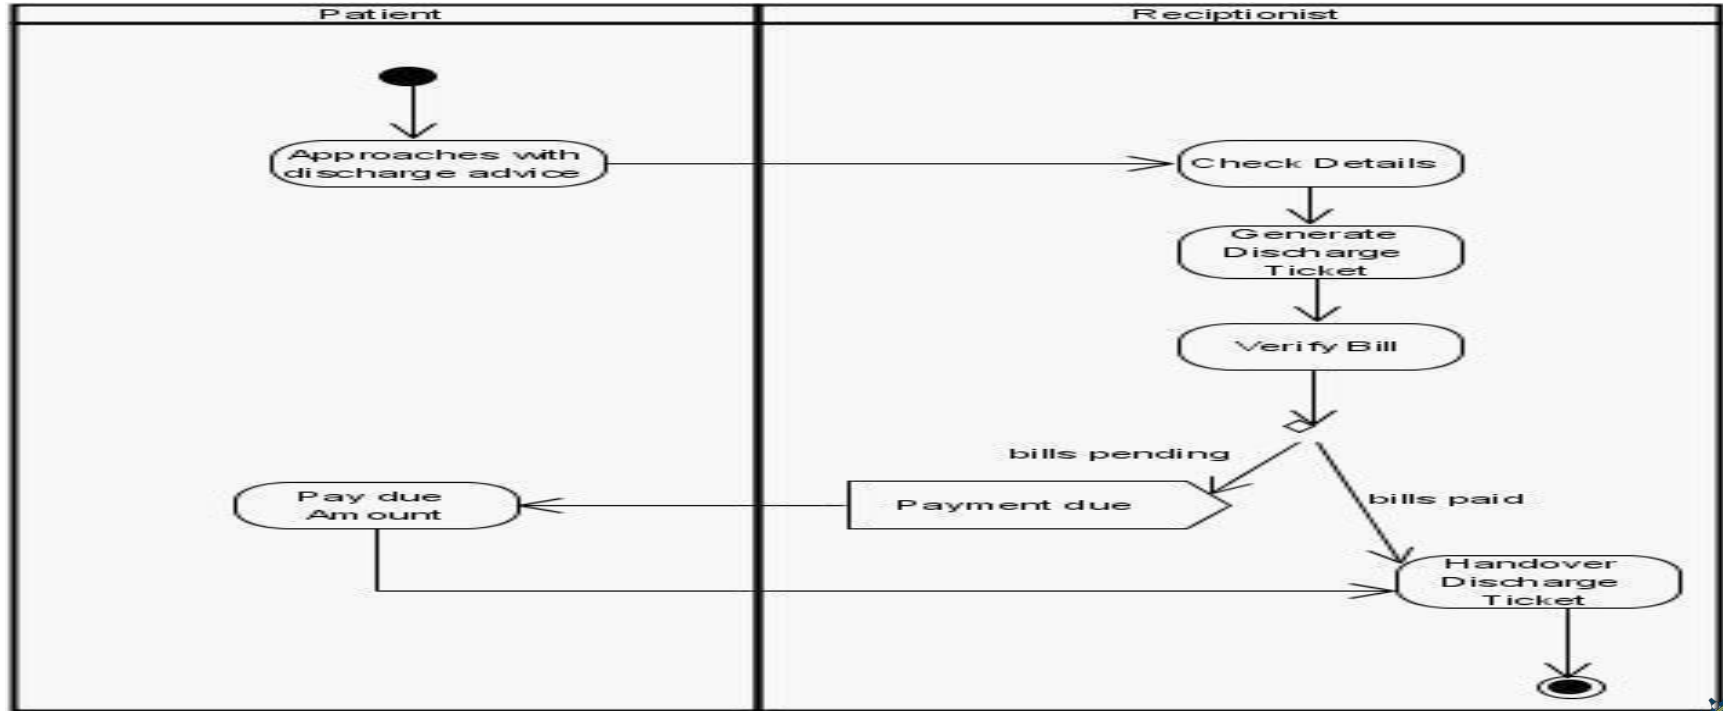 Patient
Reciptionist
Approaches with
discharge advice
Check Details
Generate
Discharge
Ticket
Verify Bill
bills pending
bills paid
Payment due
Pay due
Amount
Handover
Discharge
Ticket